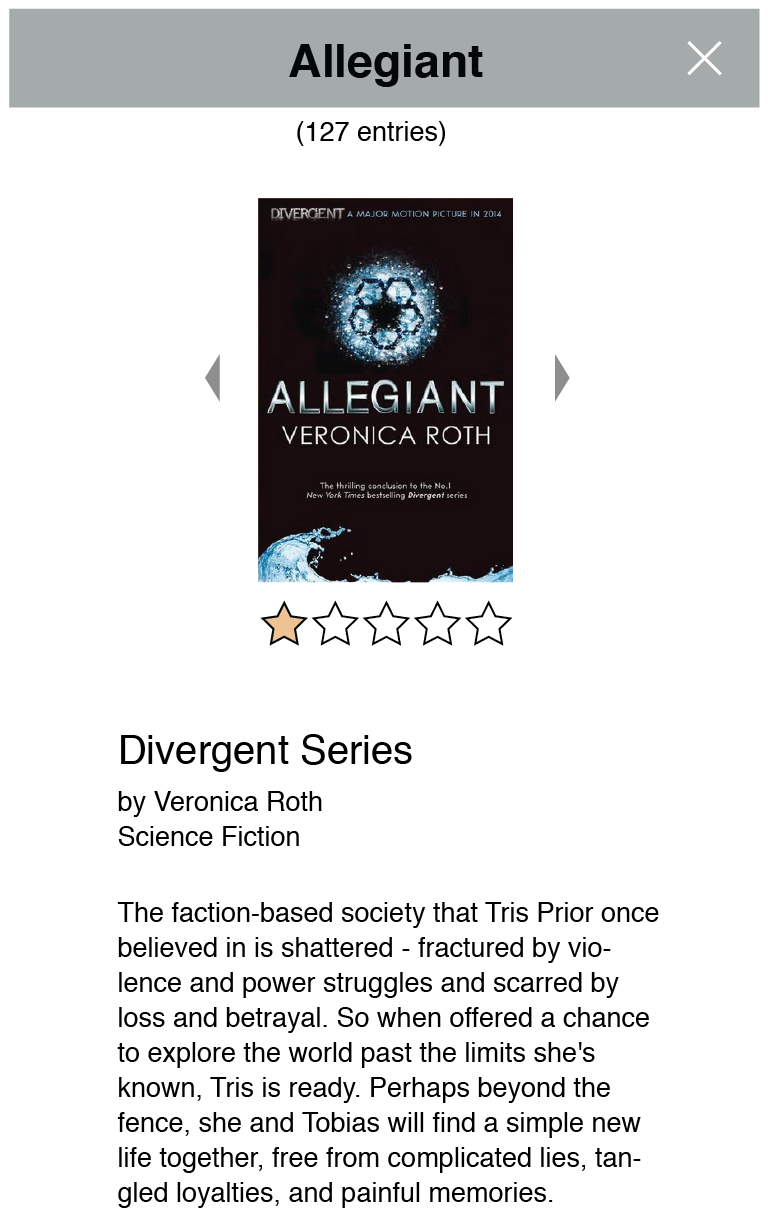 Allegiant
(127 entries)
DIVERGENT A MAJOR MOTION PICTURE IN 2014
ALLEGIANT
VERONICA ROTH
The thrilling conclusion to the No.1
New York Times bestselling Divergent series
Divergent Series
by Veronica Roth
Science Fiction
The faction-based society that Tris Prior once
believed in is shattered - fractured by vio-
lence and power struggles and scarred by
loss and betrayal. So when offered a chance
to explore the world past the limits she's
known, Tris is ready. Perhaps beyond the
fence, she and Tobias will find a simple new
life together, free from complicated lies, tan-
gled loyalties, and painful memories.